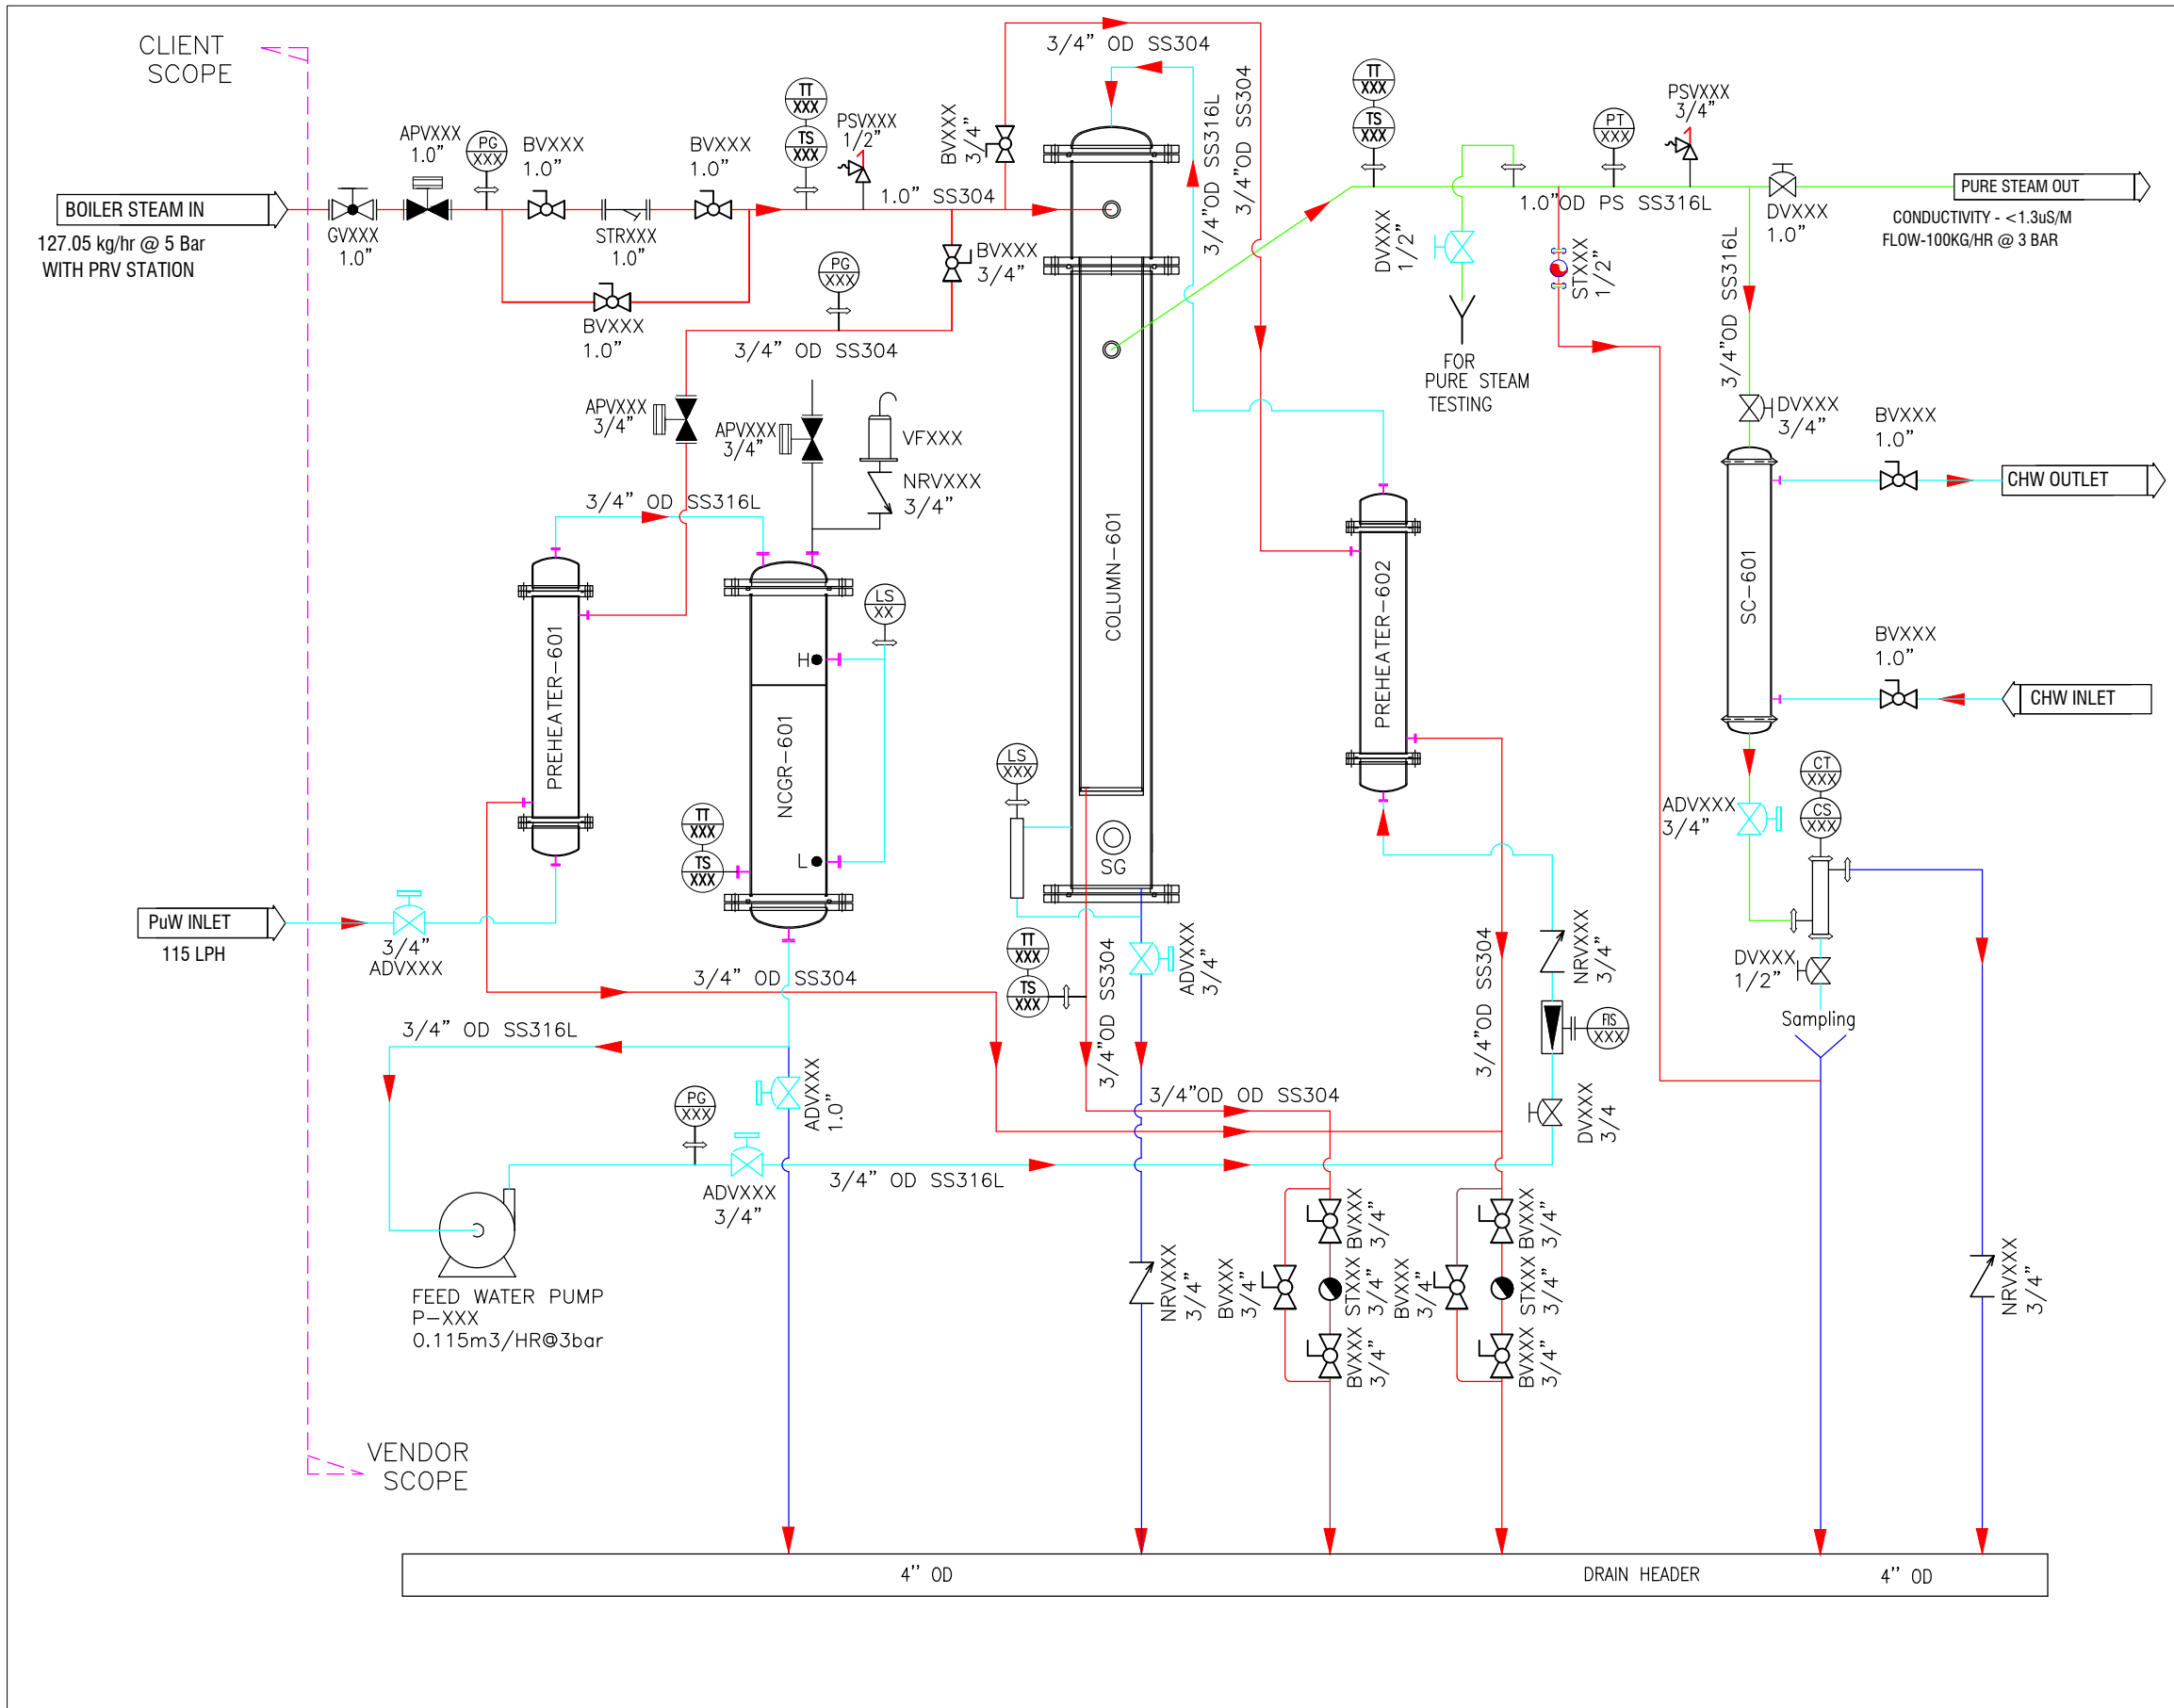 CLIENT
SCOPE
BOILER STEAM IN
127.05 kg/hr @ 5 Bar
WITH PRV STATION
GVXXX
1.0”
APVXXX
1.0”
PG
XXX
BVXXX
1.0”
STRXXX
1.0”
BVXXX
1.0”
BVXXX
1.0”
TT
XXX
TS
XXX
PSVXXX
1/2”
1.0” SS304
BVXXX
3/4”
3/4” OD SS304
BVXXX
3/4”
PG
XXX
3/4” OD SS304
3/4”OD SS316L
3/4”OD SS304
TT
XXX
TS
XXX
DVXXX
1/2”
FOR
PURE STEAM
TESTING
1.0”OD PS SS316L
PT
XXX
PSVXXX
3/4”
STXXX
1/2”
DVXXX
1.0”
PURE STEAM OUT
CONDUCTIVITY - <1.3uS/M
FLOW-100KG/HR @ 3 BAR
3/4”OD SS316L
DVXXX
3/4”
BVXXX
1.0”
CHW OUTLET
SC-601
BVXXX
1.0”
CHW INLET
APVXXX
3/4”
APVXXX
3/4”
VFXXX
NRVXXX
3/4”
3/4” OD SS316L
PREHEATER-601
NCGR-601
H
L
LS
XX
TT
XXX
TS
XXX
COLUMN-601
SG
LS
XXX
PREHEATER-602
PuW INLET
115 LPH
3/4”
ADVXXX
3/4” OD SS304
3/4” OD SS316L
TT
XXX
TS
XXX
3/4”OD SS304
ADVXXX
3/4”
3/4”OD SS304
NRVXXX
3/4”
FIS
XXX
DVXXX
3/4
ADVXXX
3/4”
CT
XXX
CS
XXX
DVXXX
1/2”
Sampling
ADVXXX
1.0”
PG
XXX
ADVXXX
3/4”
3/4” OD SS316L
3/4”OD OD SS304
FEED WATER PUMP
P-XXX
0.115m3/HR@3bar
NRVXXX
3/4”
BVXXX
3/4”
BVXXX
3/4”
STXXX
3/4”
BVXXX
3/4”
BVXXX
3/4”
BVXXX
3/4”
STXXX
3/4”
BVXXX
3/4”
NRVXXX
3/4”
VENDOR
SCOPE
4'' OD
DRAIN HEADER
4'' OD